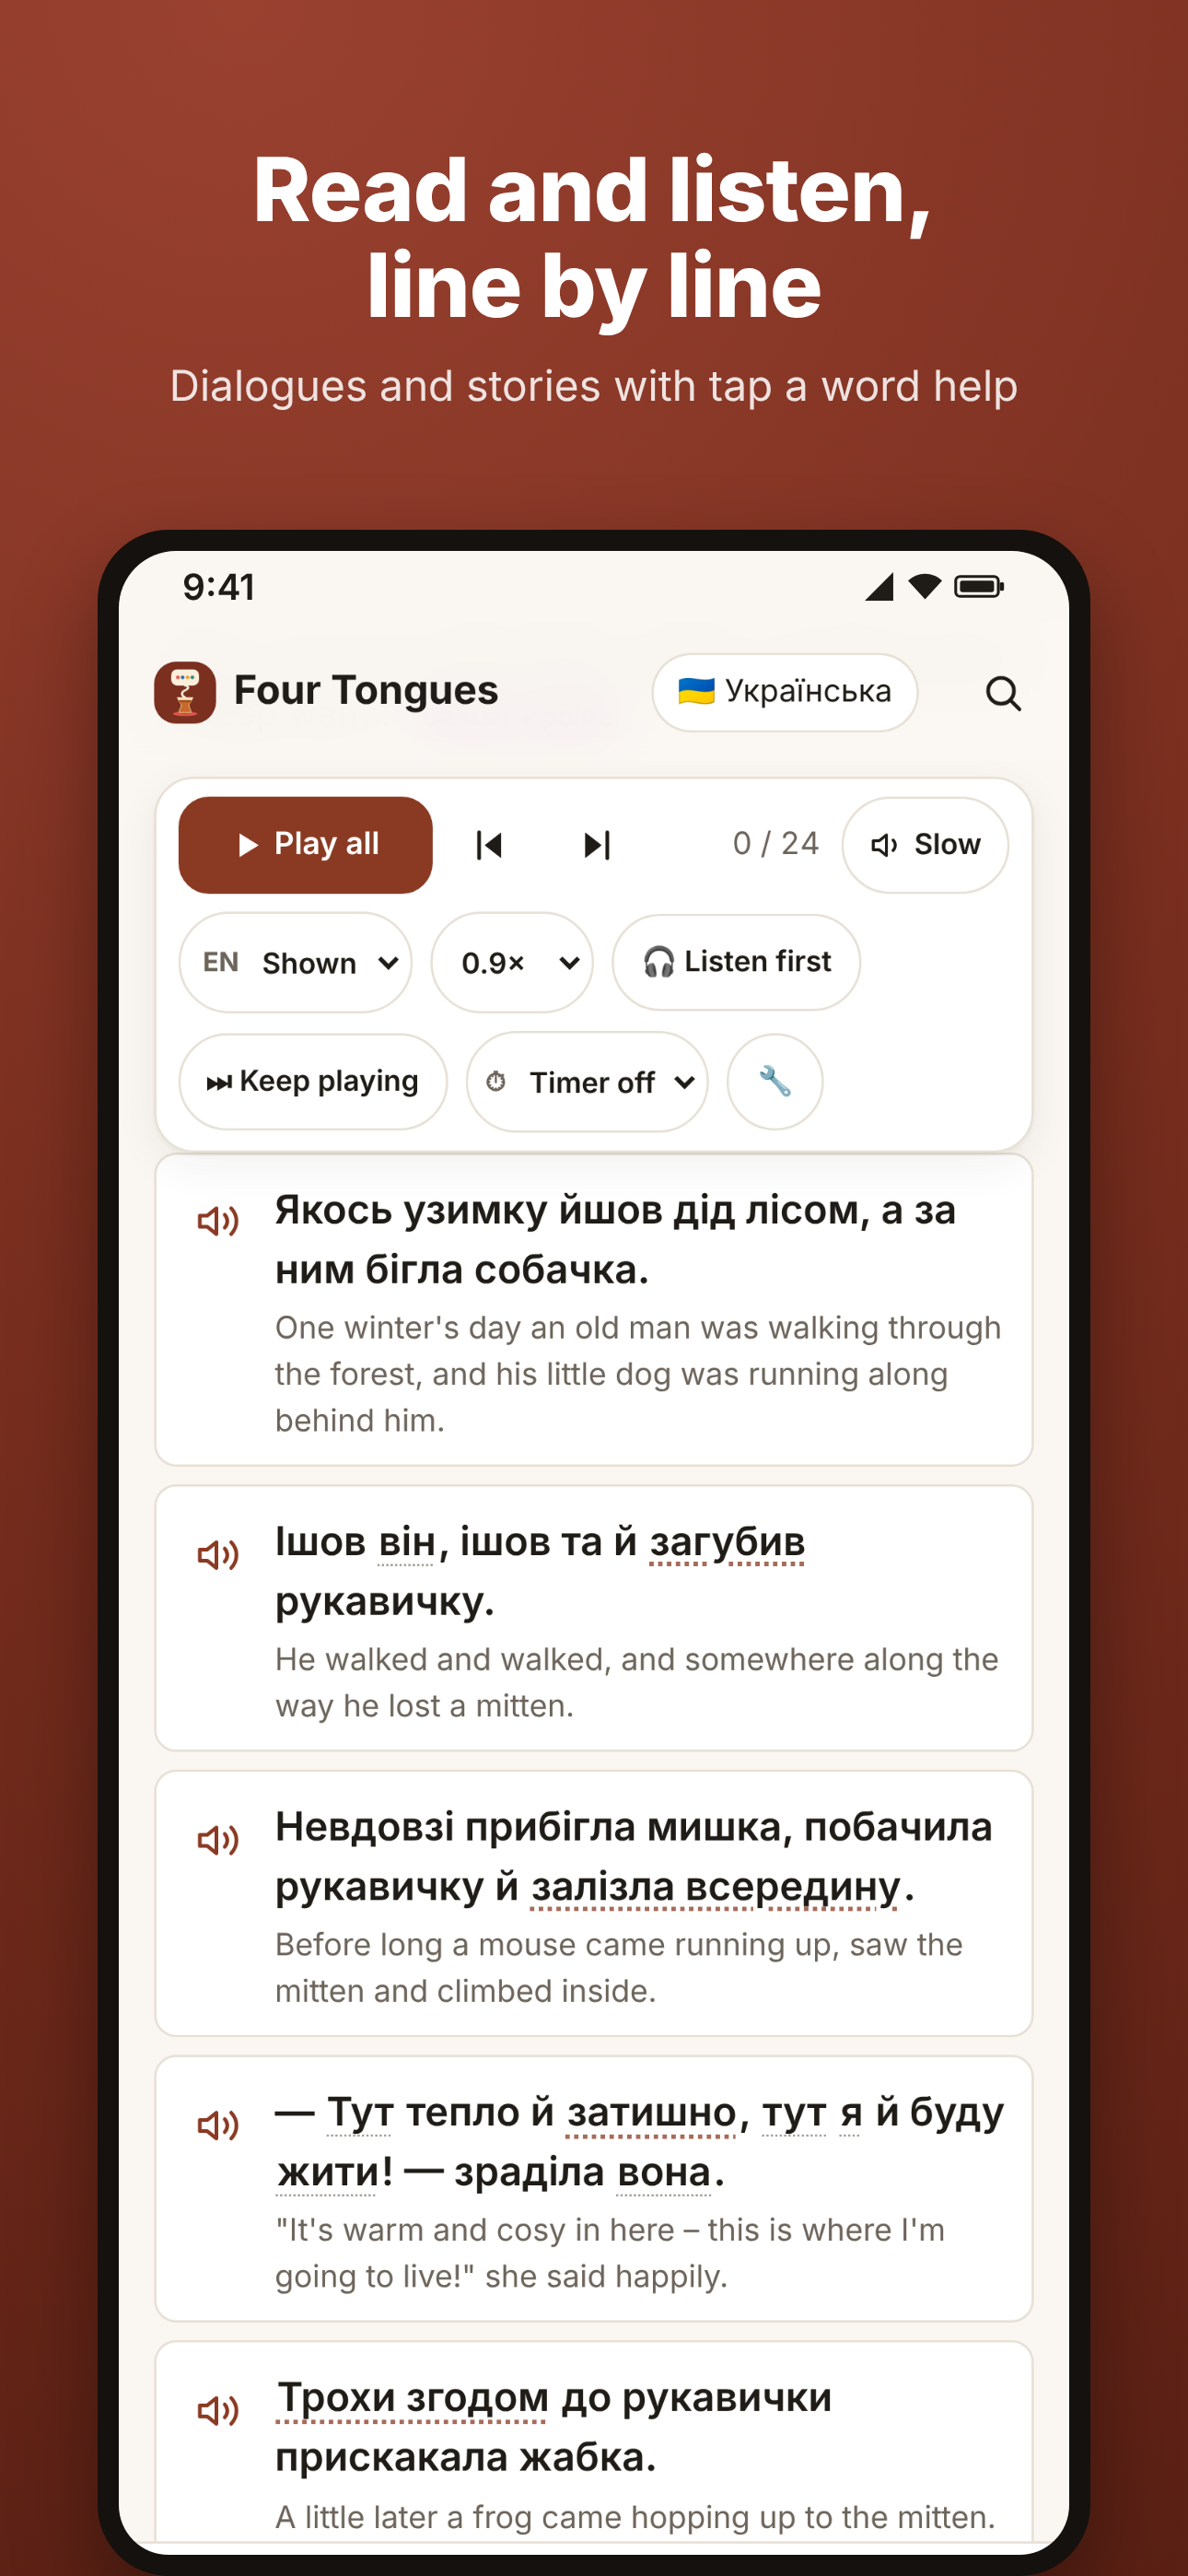 Read and listen,
line by line
Dialogues and stories with tap a word help
9:41
Four Tongues
🇺🇦 Українська
▶ Play all
0 / 24
Slow
EN Shown
0.9×
🎧 Listen first
⏭ Keep playing
⏱ Timer off
🔧
Якось узимку йшов дід лісом, а за
ним бігла собачка.
One winter's day an old man was walking through
the forest, and his little dog was running along
behind him.
Ішов він, ішов та й загубив
рукавичку.
He walked and walked, and somewhere along the
way he lost a mitten.
Невдовзі прибігла мишка, побачила
рукавичку й залізла всередину.
Before long a mouse came running up, saw the
mitten and climbed inside.
— Тут тепло й затишно, тут я й буду
жити! — зраділа вона.
"It's warm and cosy in here – this is where I'm
going to live!" she said happily.
Трохи згодом до рукавички
прискакала жабка.
A little later a frog came hopping up to the mitten.